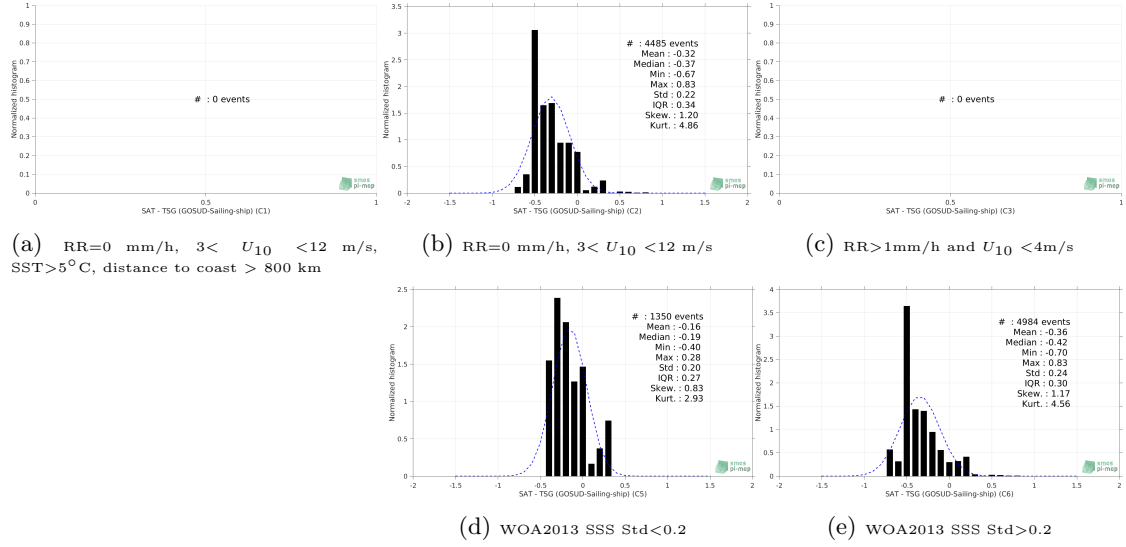 1
0.9
0.8
0.7
0.6
0.5
0.4
0.3
0.2
0.1
0
Normalized histogram
# : 0 events
smos
pi-mep
0 0.5 1
SAT - TSG (GOSUD-Sailing-ship) (C1)
(a) RR=0 mm/h, 3< U10 <12 m/s,
SST>5°C, distance to coast > 800 km
3.5
3
2.5
2
1.5
1
0.5
0
Normalized histogram
# : 4485 events
Mean : -0.32
Median : -0.37
Min : -0.67
Max : 0.83
Std : 0.22
IQR : 0.34
Skew. : 1.20
Kurt. : 4.86
smos
pi-mep
-2 -1.5 -1 -0.5 0 0.5 1 1.5 2
SAT - TSG (GOSUD-Sailing-ship) (C2)
(b) RR=0 mm/h, 3< U10 <12 m/s
1
0.9
0.8
0.7
0.6
0.5
0.4
0.3
0.2
0.1
0
Normalized histogram
# : 0 events
smos
pi-mep
0 0.5 1
SAT - TSG (GOSUD-Sailing-ship) (C3)
(c) RR>1mm/h and U10 <4m/s
2.5
2
1.5
1
0.5
0
Normalized histogram
# : 1350 events
Mean : -0.16
Median : -0.19
Min : -0.40
Max : 0.28
Std : 0.20
IQR : 0.27
Skew. : 0.83
Kurt. : 2.93
smos
pi-mep
-2 -1.5 -1 -0.5 0 0.5 1 1.5 2
SAT - TSG (GOSUD-Sailing-ship) (C5)
(d) WOA2013 SSS Std<0.2
4
3.5
3
2.5
2
1.5
1
0.5
0
Normalized histogram
# : 4984 events
Mean : -0.36
Median : -0.42
Min : -0.70
Max : 0.83
Std : 0.24
IQR : 0.30
Skew. : 1.17
Kurt. : 4.56
smos
pi-mep
-2 -1.5 -1 -0.5 0 0.5 1 1.5 2
SAT - TSG (GOSUD-Sailing-ship) (C6)
(e) WOA2013 SSS Std>0.2